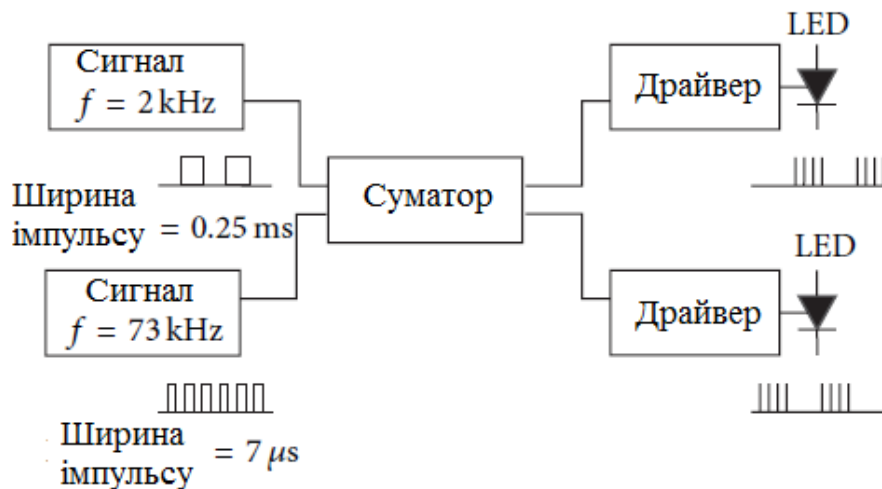 Сигнал
f = 2 kHz
Ширина
імпульсу = 0.25 ms
Сигнал
f = 73 kHz
Ширина
імпульсу = 7 μs
Суматор
LED
Драйвер
LED
Драйвер